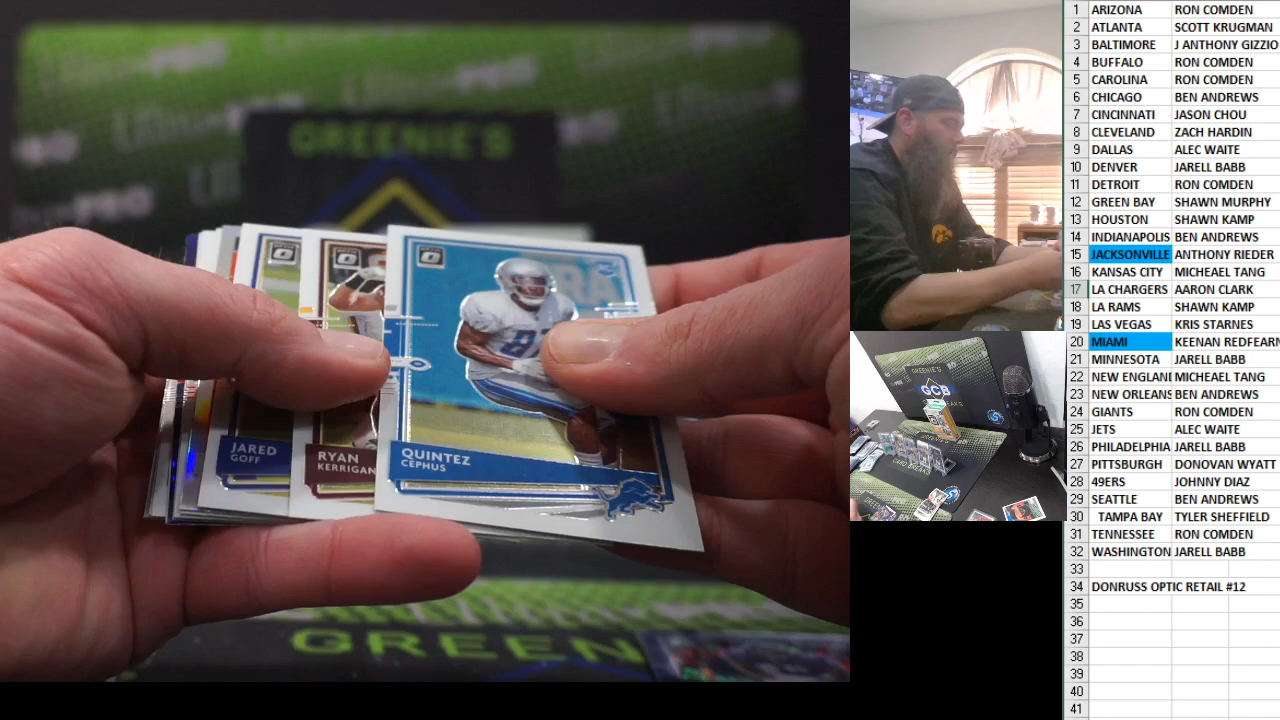 GREENIE'S
JARED
GOFF
RYAN
KERRIGAN
QUINTEZ
CEPHUS
GREEN
GREENIE'S
GCB
CARD BREAKS
1 ARIZONA RON COMDEN
2 ATLANTA SCOTT KRUGMAN
3 BALTIMORE J ANTHONY GIZZIO
4 BUFFALO RON COMDEN
5 CAROLINA RON COMDEN
6 CHICAGO BEN ANDREWS
7 CINCINNATI JASON CHOU
8 CLEVELAND ZACH HARDIN
9 DALLAS ALEC WAITE
10 DENVER JARELL BABB
11 DETROIT RON COMDEN
12 GREEN BAY SHAWN MURPHY
13 HOUSTON SHAWN KAMP
14 INDIANAPOLIS BEN ANDREWS
15 JACKSONVILLE ANTHONY RIEDER
16 KANSAS CITY MICHEAEL TANG
17 LA CHARGERS AARON CLARK
18 LA RAMS SHAWN KAMP
19 LAS VEGAS KRIS STARNES
20 MIAMI KEENAN REDFEARN
21 MINNESOTA JARELL BABB
22 NEW ENGLAND MICHEAEL TANG
23 NEW ORLEANS BEN ANDREWS
24 GIANTS RON COMDEN
25 JETS ALEC WAITE
26 PHILADELPHIA JARELL BABB
27 PITTSBURGH DONOVAN WYATT
28 49ERS JOHNNY DIAZ
29 SEATTLE BEN ANDREWS
30 TAMPA BAY TYLER SHEFFIELD
31 TENNESSEE RON COMDEN
32 WASHINGTON JARELL BABB
33
34 DONRUSS OPTIC RETAIL #12
35
36
37
38
39
40
41